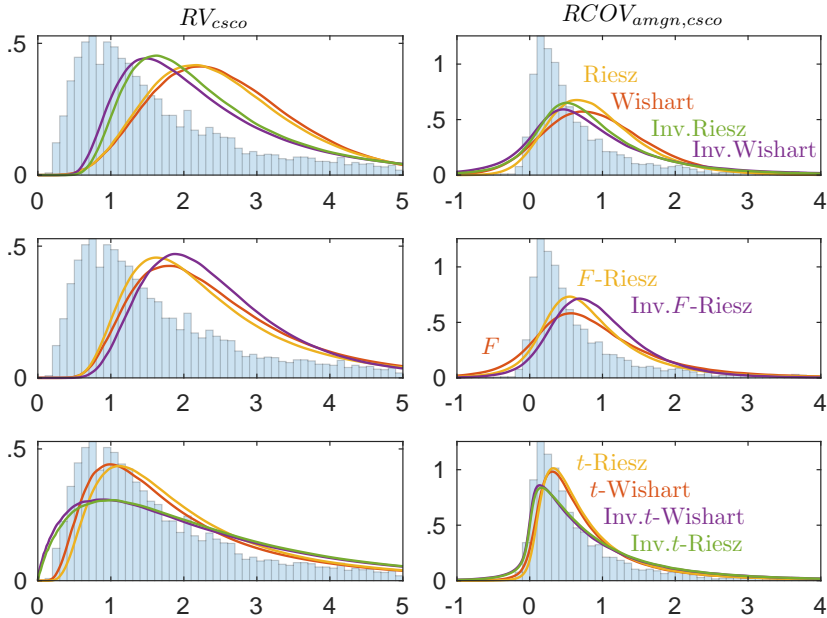 RV_csco RCOV_amgn,csco
.5
0
0 1 2 3 4 5
1
.5
0
-1 0 1 2 3 4
Riesz
Wishart
Inv.Riesz
Inv.Wishart
.5
0
0 1 2 3 4 5
1
.5
0
-1 0 1 2 3 4
F-Riesz
Inv.F-Riesz
F
.5
0
0 1 2 3 4 5
1
.5
0
-1 0 1 2 3 4
t-Riesz
t-Wishart
Inv.t-Wishart
Inv.t-Riesz